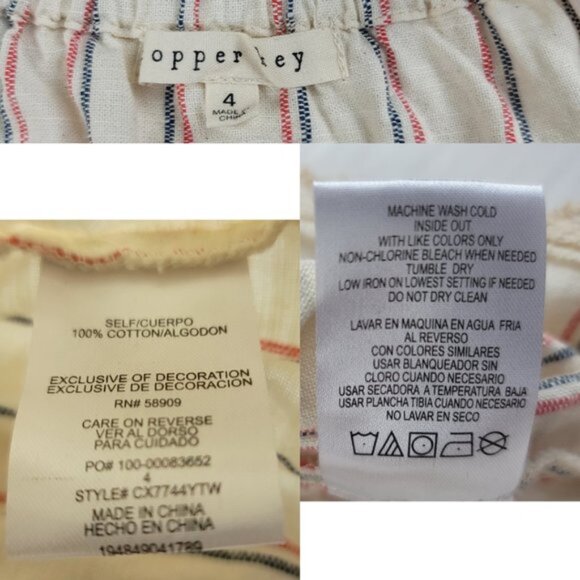 opper key
4
MADE
CHINA
SELF/CUERPO
100% COTTON/ALGODON
EXCLUSIVE OF DECORATION
EXCLUSIVE DE DECORACION
RN# 58909
CARE ON REVERSE
VER AL DORSO
PARA CUIDADO
PO# 100-00083652
4
STYLE# CX7744YTW
MADE IN CHINA
HECHO EN CHINA
194849041789
MACHINE WASH COLD
INSIDE OUT
WITH LIKE COLORS ONLY
NON-CHLORINE BLEACH WHEN NEEDED
TUMBLE DRY
LOW IRON ON LOWEST SETTING IF NEEDED
DO NOT DRY CLEAN
LAVAR EN MAQUINA EN AGUA FRIA
AL REVERSO
CON COLORES SIMILARES
USAR BLANQUEADOR SIN
CLORO CUANDO NECESARIO
USAR SECADORA A TEMPERATURA BAJA
USAR PLANCHA TIBIA CUANDO NECESARIO
NO LAVAR EN SECO